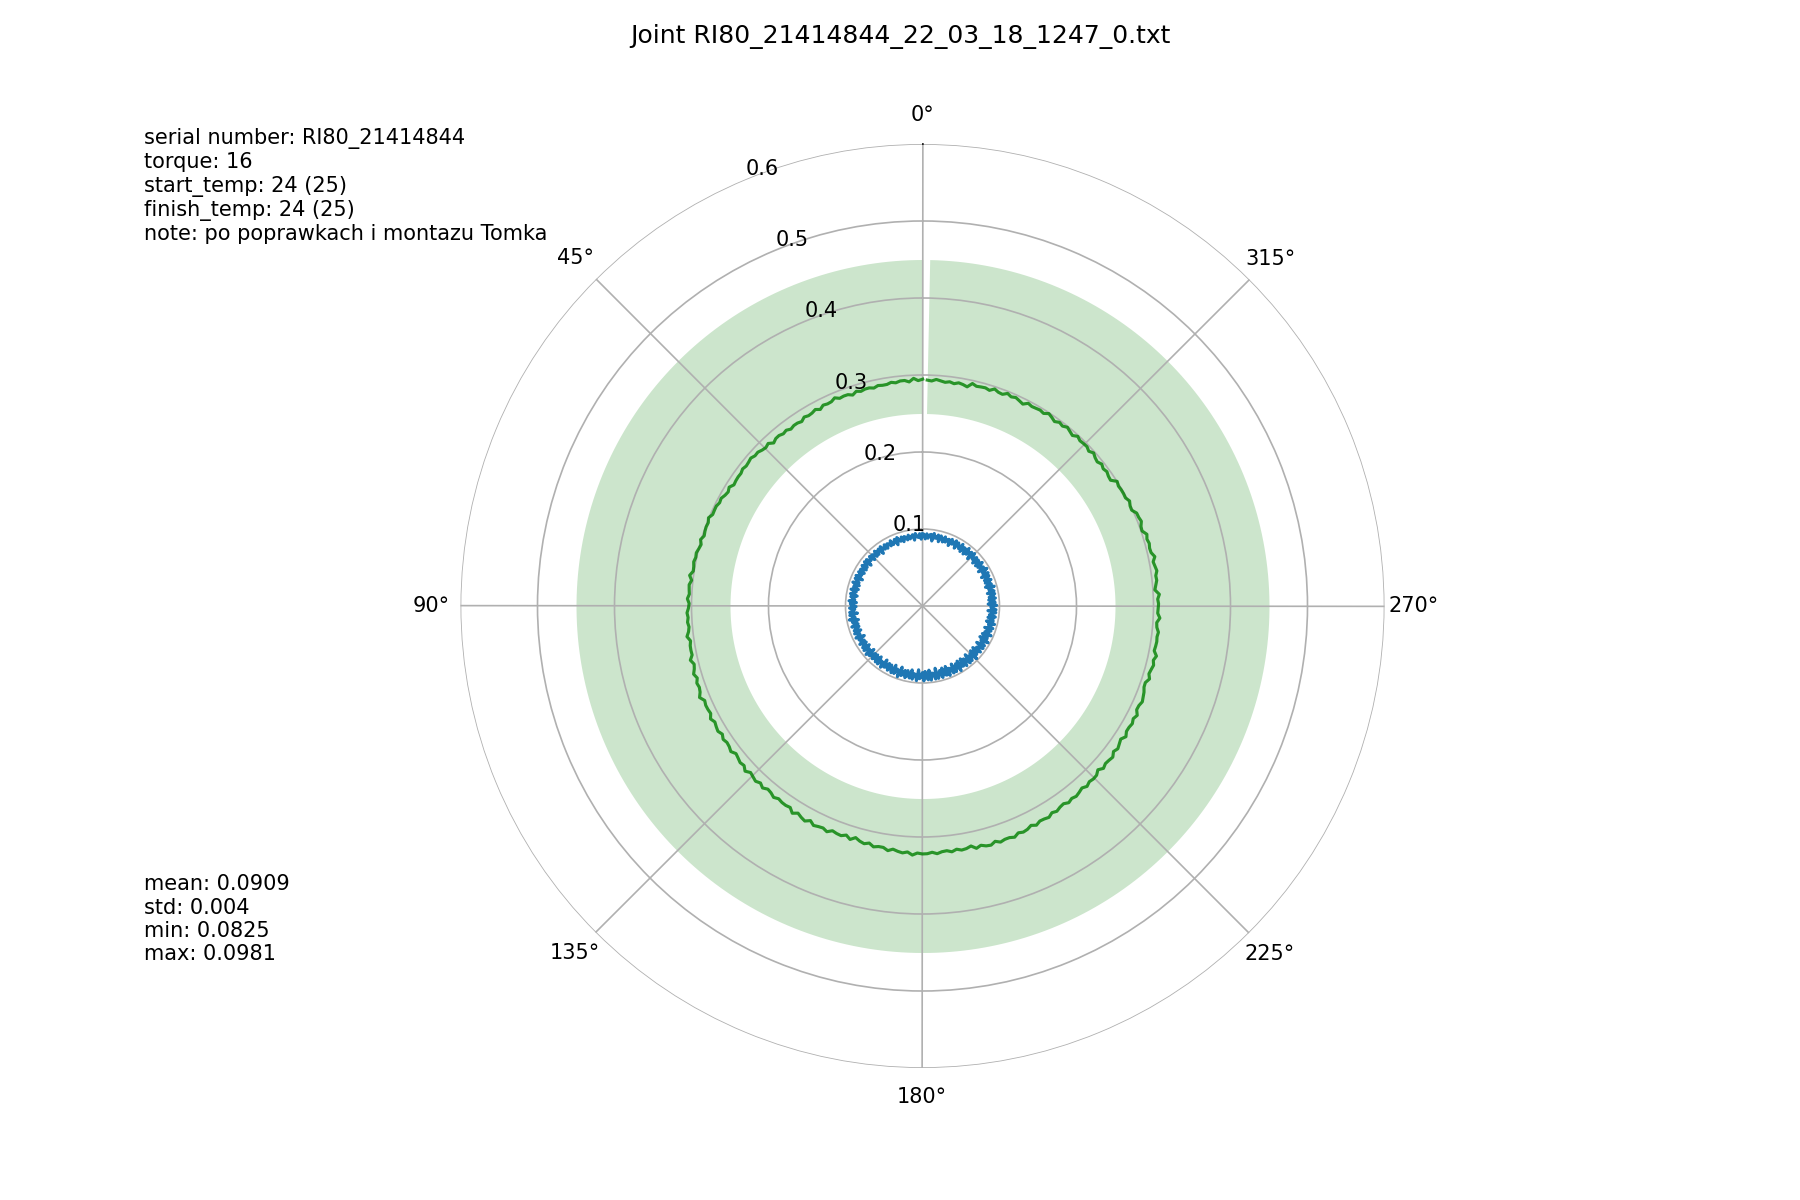 Joint RI80_21414844_22_03_18_1247_0.txt
serial number: RI80_21414844
torque: 16
start_temp: 24 (25)
finish_temp: 24 (25)
note: po poprawkach i montazu Tomka
0°
45°
315°
0.6
0.5
0.4
0.3
0.2
0.1
90°
270°
mean: 0.0909
std: 0.004
min: 0.0825
max: 0.0981
135°
225°
180°